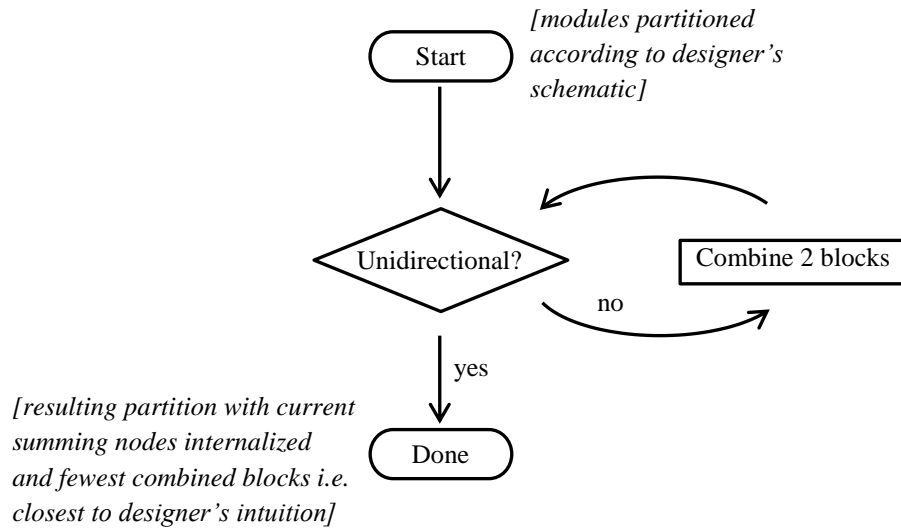 [modules partitioned
according to designer’s
schematic]
Start
Unidirectional?
Combine 2 blocks
no
yes
[resulting partition with current
summing nodes internalized
and fewest combined blocks i.e.
closest to designer’s intuition]
Done